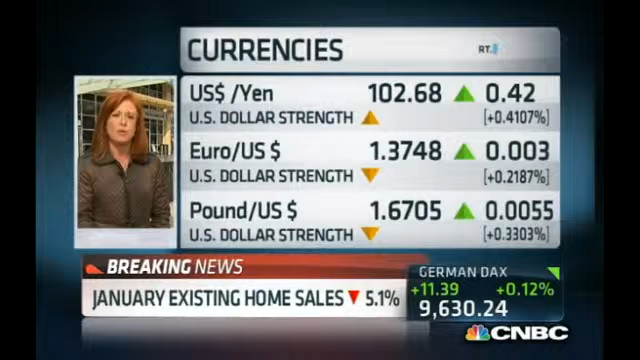 CURRENCIES
RT.
US$ /Yen 102.68 0.42
U.S. DOLLAR STRENGTH [+0.4107%]
Euro/US $ 1.3748 0.003
U.S. DOLLAR STRENGTH [+0.2187%]
Pound/US $ 1.6705 0.0055
U.S. DOLLAR STRENGTH [+0.3303%]
BREAKING NEWS
JANUARY EXISTING HOME SALES 5.1%
GERMAN DAX
+11.39 +0.12%
9,630.24
CNBC